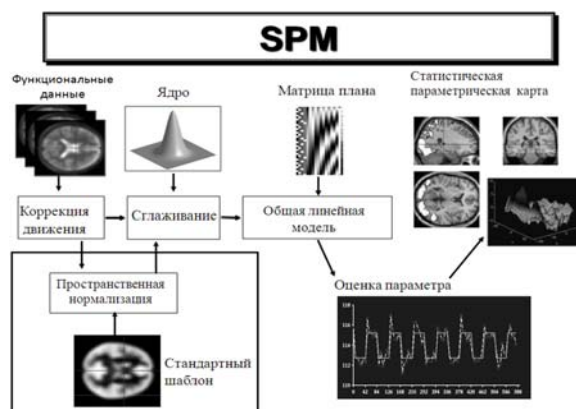 SPM
Функциональные
данные
Ядро
Матрица плана
Статистическая
параметрическая карта
Коррекция
движения
Сглаживание
Общая линейная
модель
Пространственная
нормализация
Оценка параметра
Стандартный
шаблон